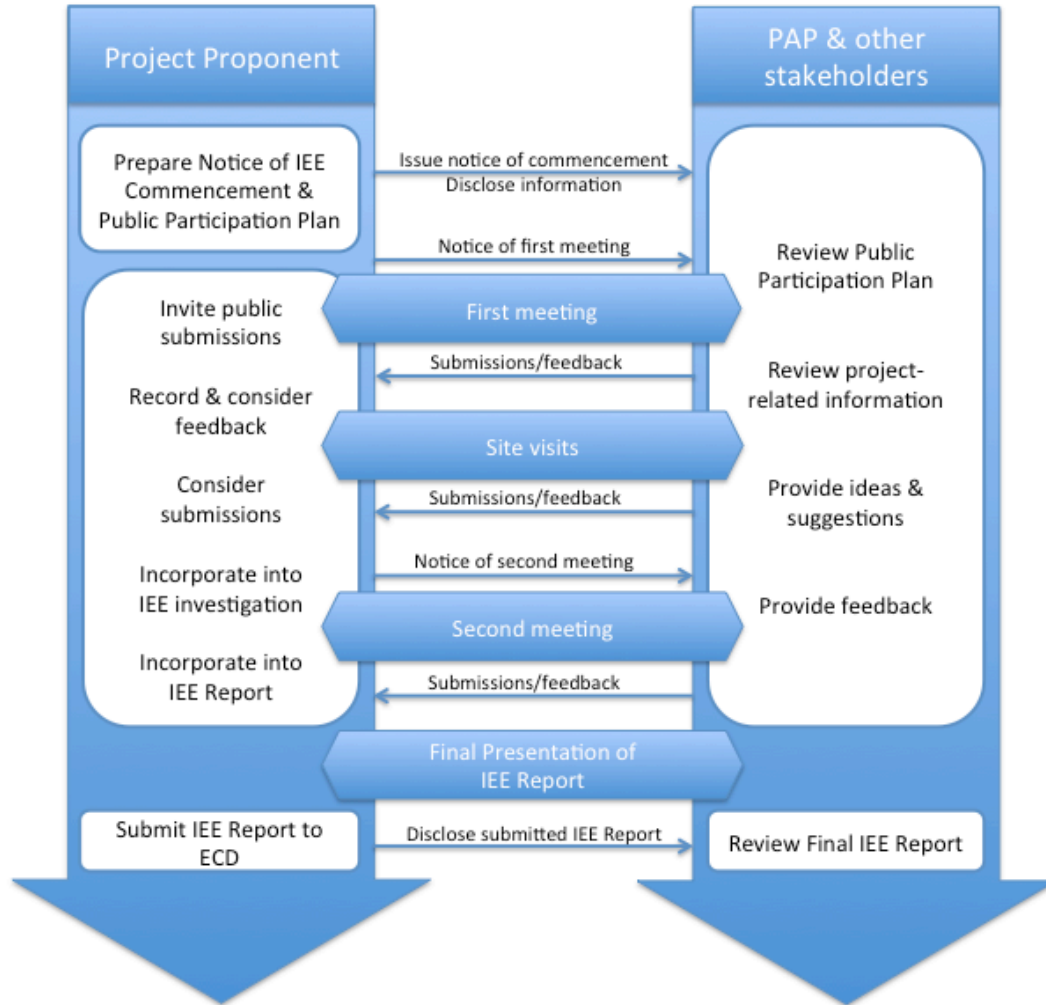 Project Proponent
PAP & other
stakeholders
Prepare Notice of IEE
Commencement &
Public Participation Plan
Issue notice of commencement
Disclose information
Notice of first meeting
Review Public
Participation Plan
Invite public
submissions
First meeting
Submissions/feedback
Review project-
related information
Record & consider
feedback
Site visits
Consider
submissions
Submissions/feedback
Provide ideas &
suggestions
Notice of second meeting
Incorporate into
IEE investigation
Second meeting
Provide feedback
Incorporate into
IEE Report
Submissions/feedback
Final Presentation of
IEE Report
Submit IEE Report to
ECD
Disclose submitted IEE Report
Review Final IEE Report